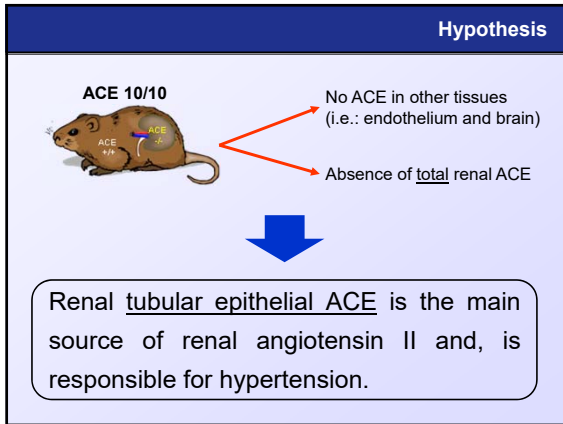 Hypothesis
ACE 10/10
ACE
+/+
ACE
-/-
No ACE in other tissues
(i.e.: endothelium and brain)
Absence of total renal ACE
Renal tubular epithelial ACE is the main
source of renal angiotensin II and, is
responsible for hypertension.